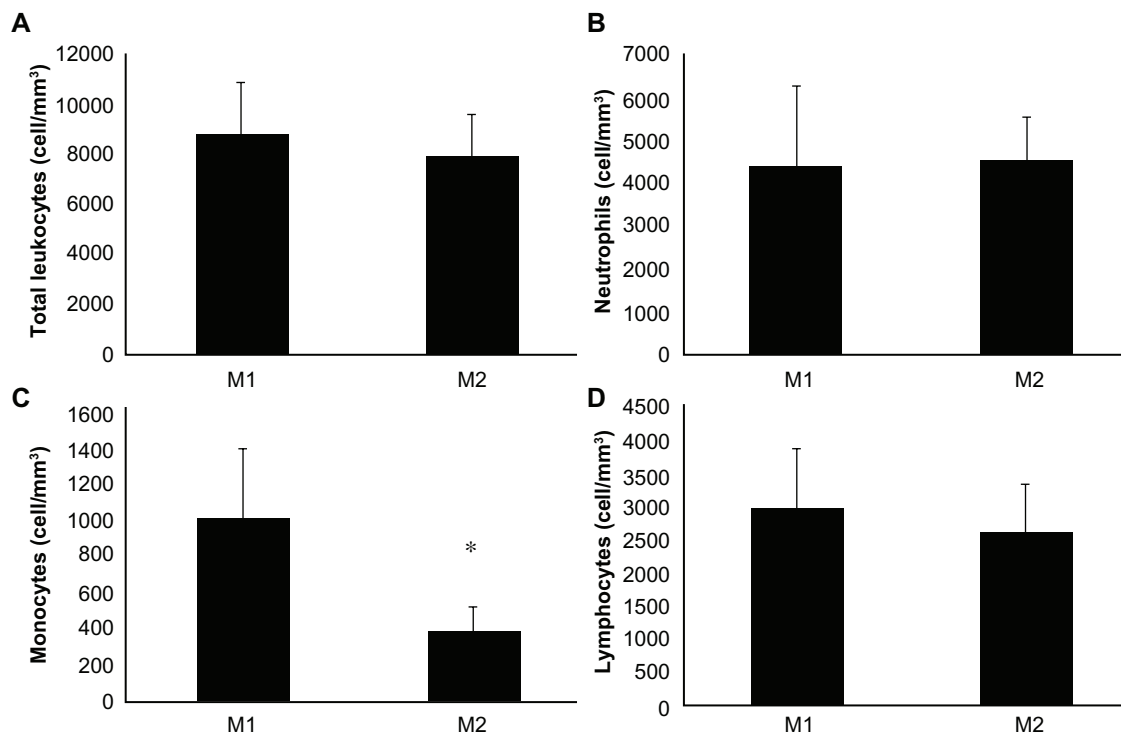 A
Total leukocytes (cell/mm³)
12000
10000
8000
6000
4000
2000
0
M1 M2
B
Neutrophils (cell/mm³)
7000
6000
5000
4000
3000
2000
1000
0
M1 M2
C
Monocytes (cell/mm³)
1600
1400
1200
1000
800
600
400
200
0
*
M1 M2
D
Lymphocytes (cell/mm³)
4500
4000
3500
3000
2500
2000
1500
1000
500
0
M1 M2